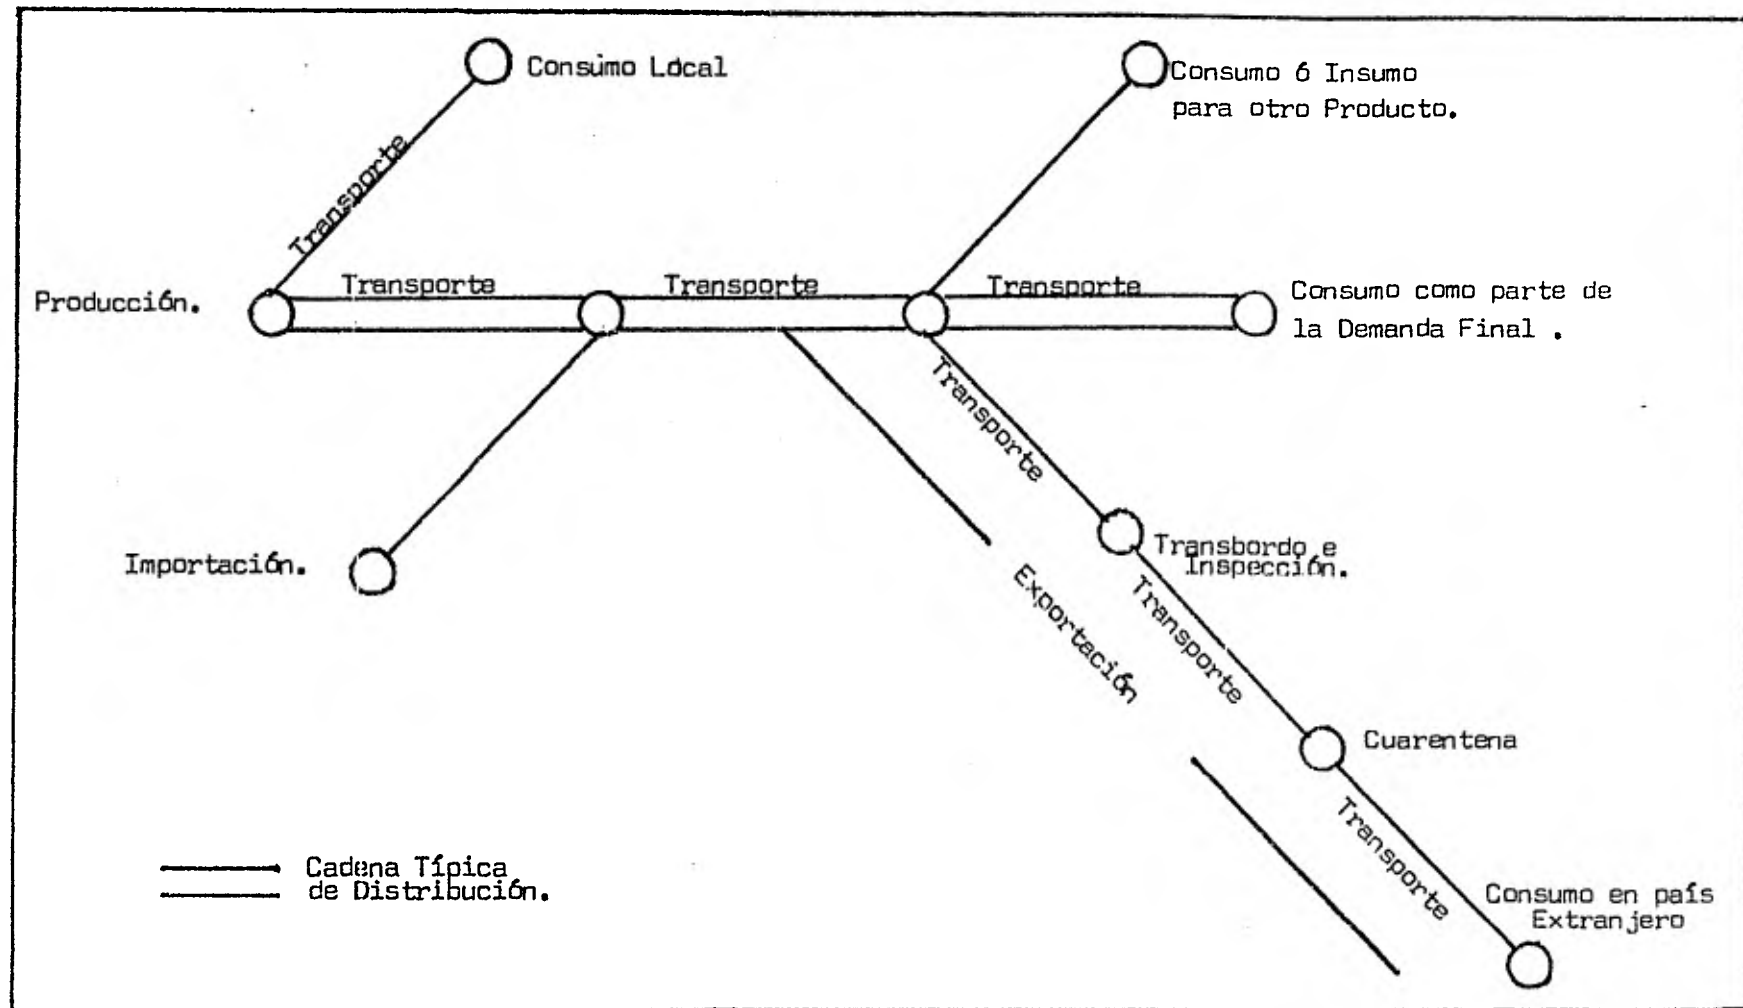 Consumo Local
Consumo ó Insumo
para otro Producto.
Transporte
Producción.
Transporte
Transporte
Transporte
Consumo como parte de
la Demanda Final .
Transporte
Importación.
Transbordo e
Inspección.
Exportación
Transporte
Cuarentena
Transporte
Cadena Típica
de Distribución.
Consumo en país
Extranjero